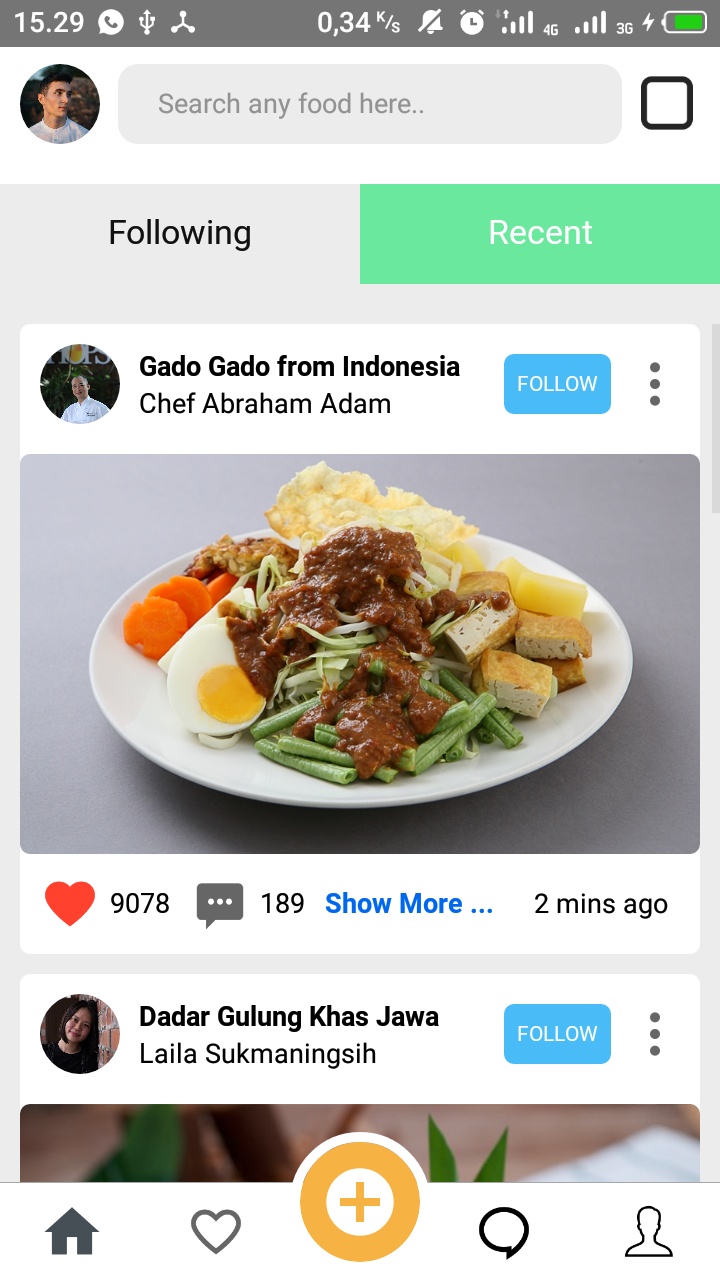 15.29
0,34 K/s
4G
3G
Search any food here..
Following
Recent
Gado Gado from Indonesia
Chef Abraham Adam
FOLLOW
9078
189
Show More ...
2 mins ago
Dadar Gulung Khas Jawa
Laila Sukmaningsih
FOLLOW